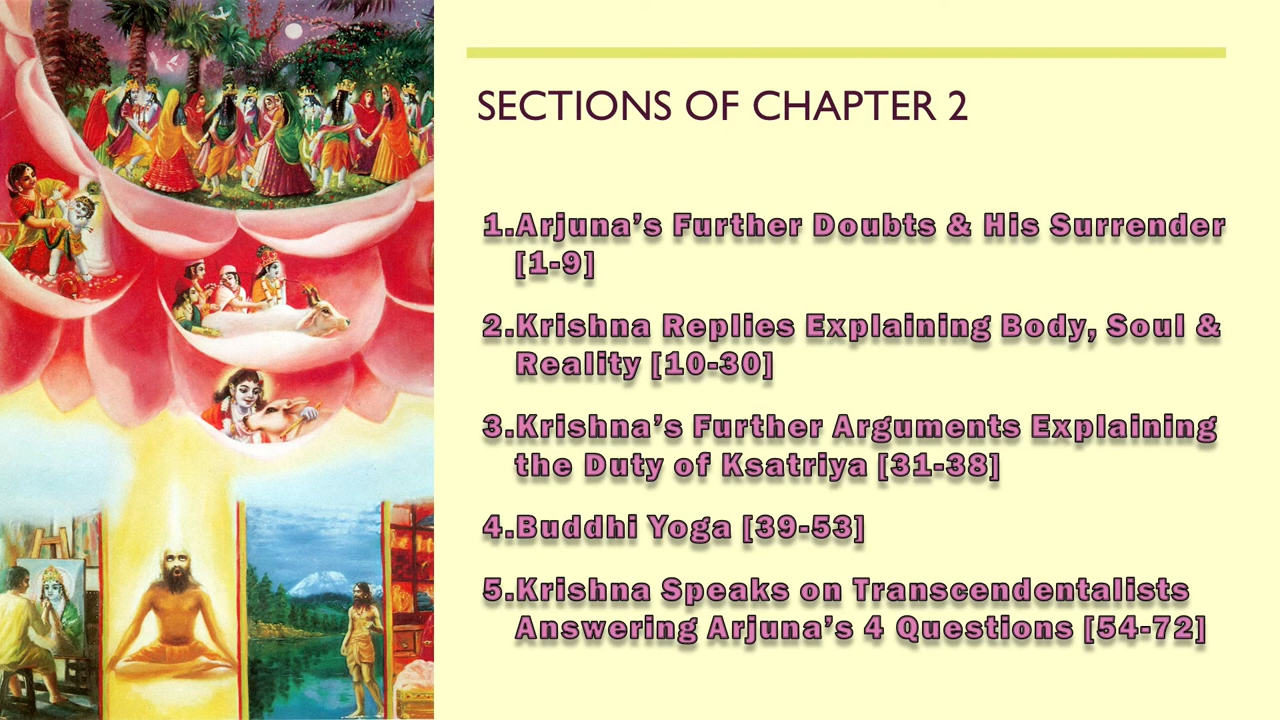 SECTIONS OF CHAPTER 2
1.Arjuna’s Further Doubts & His Surrender
[1-9]
2.Krishna Replies Explaining Body, Soul &
Reality [10-30]
3.Krishna’s Further Arguments Explaining
the Duty of Ksatriya [31-38]
4.Buddhi Yoga [39-53]
5.Krishna Speaks on Transcendentalists
Answering Arjuna’s 4 Questions [54-72]